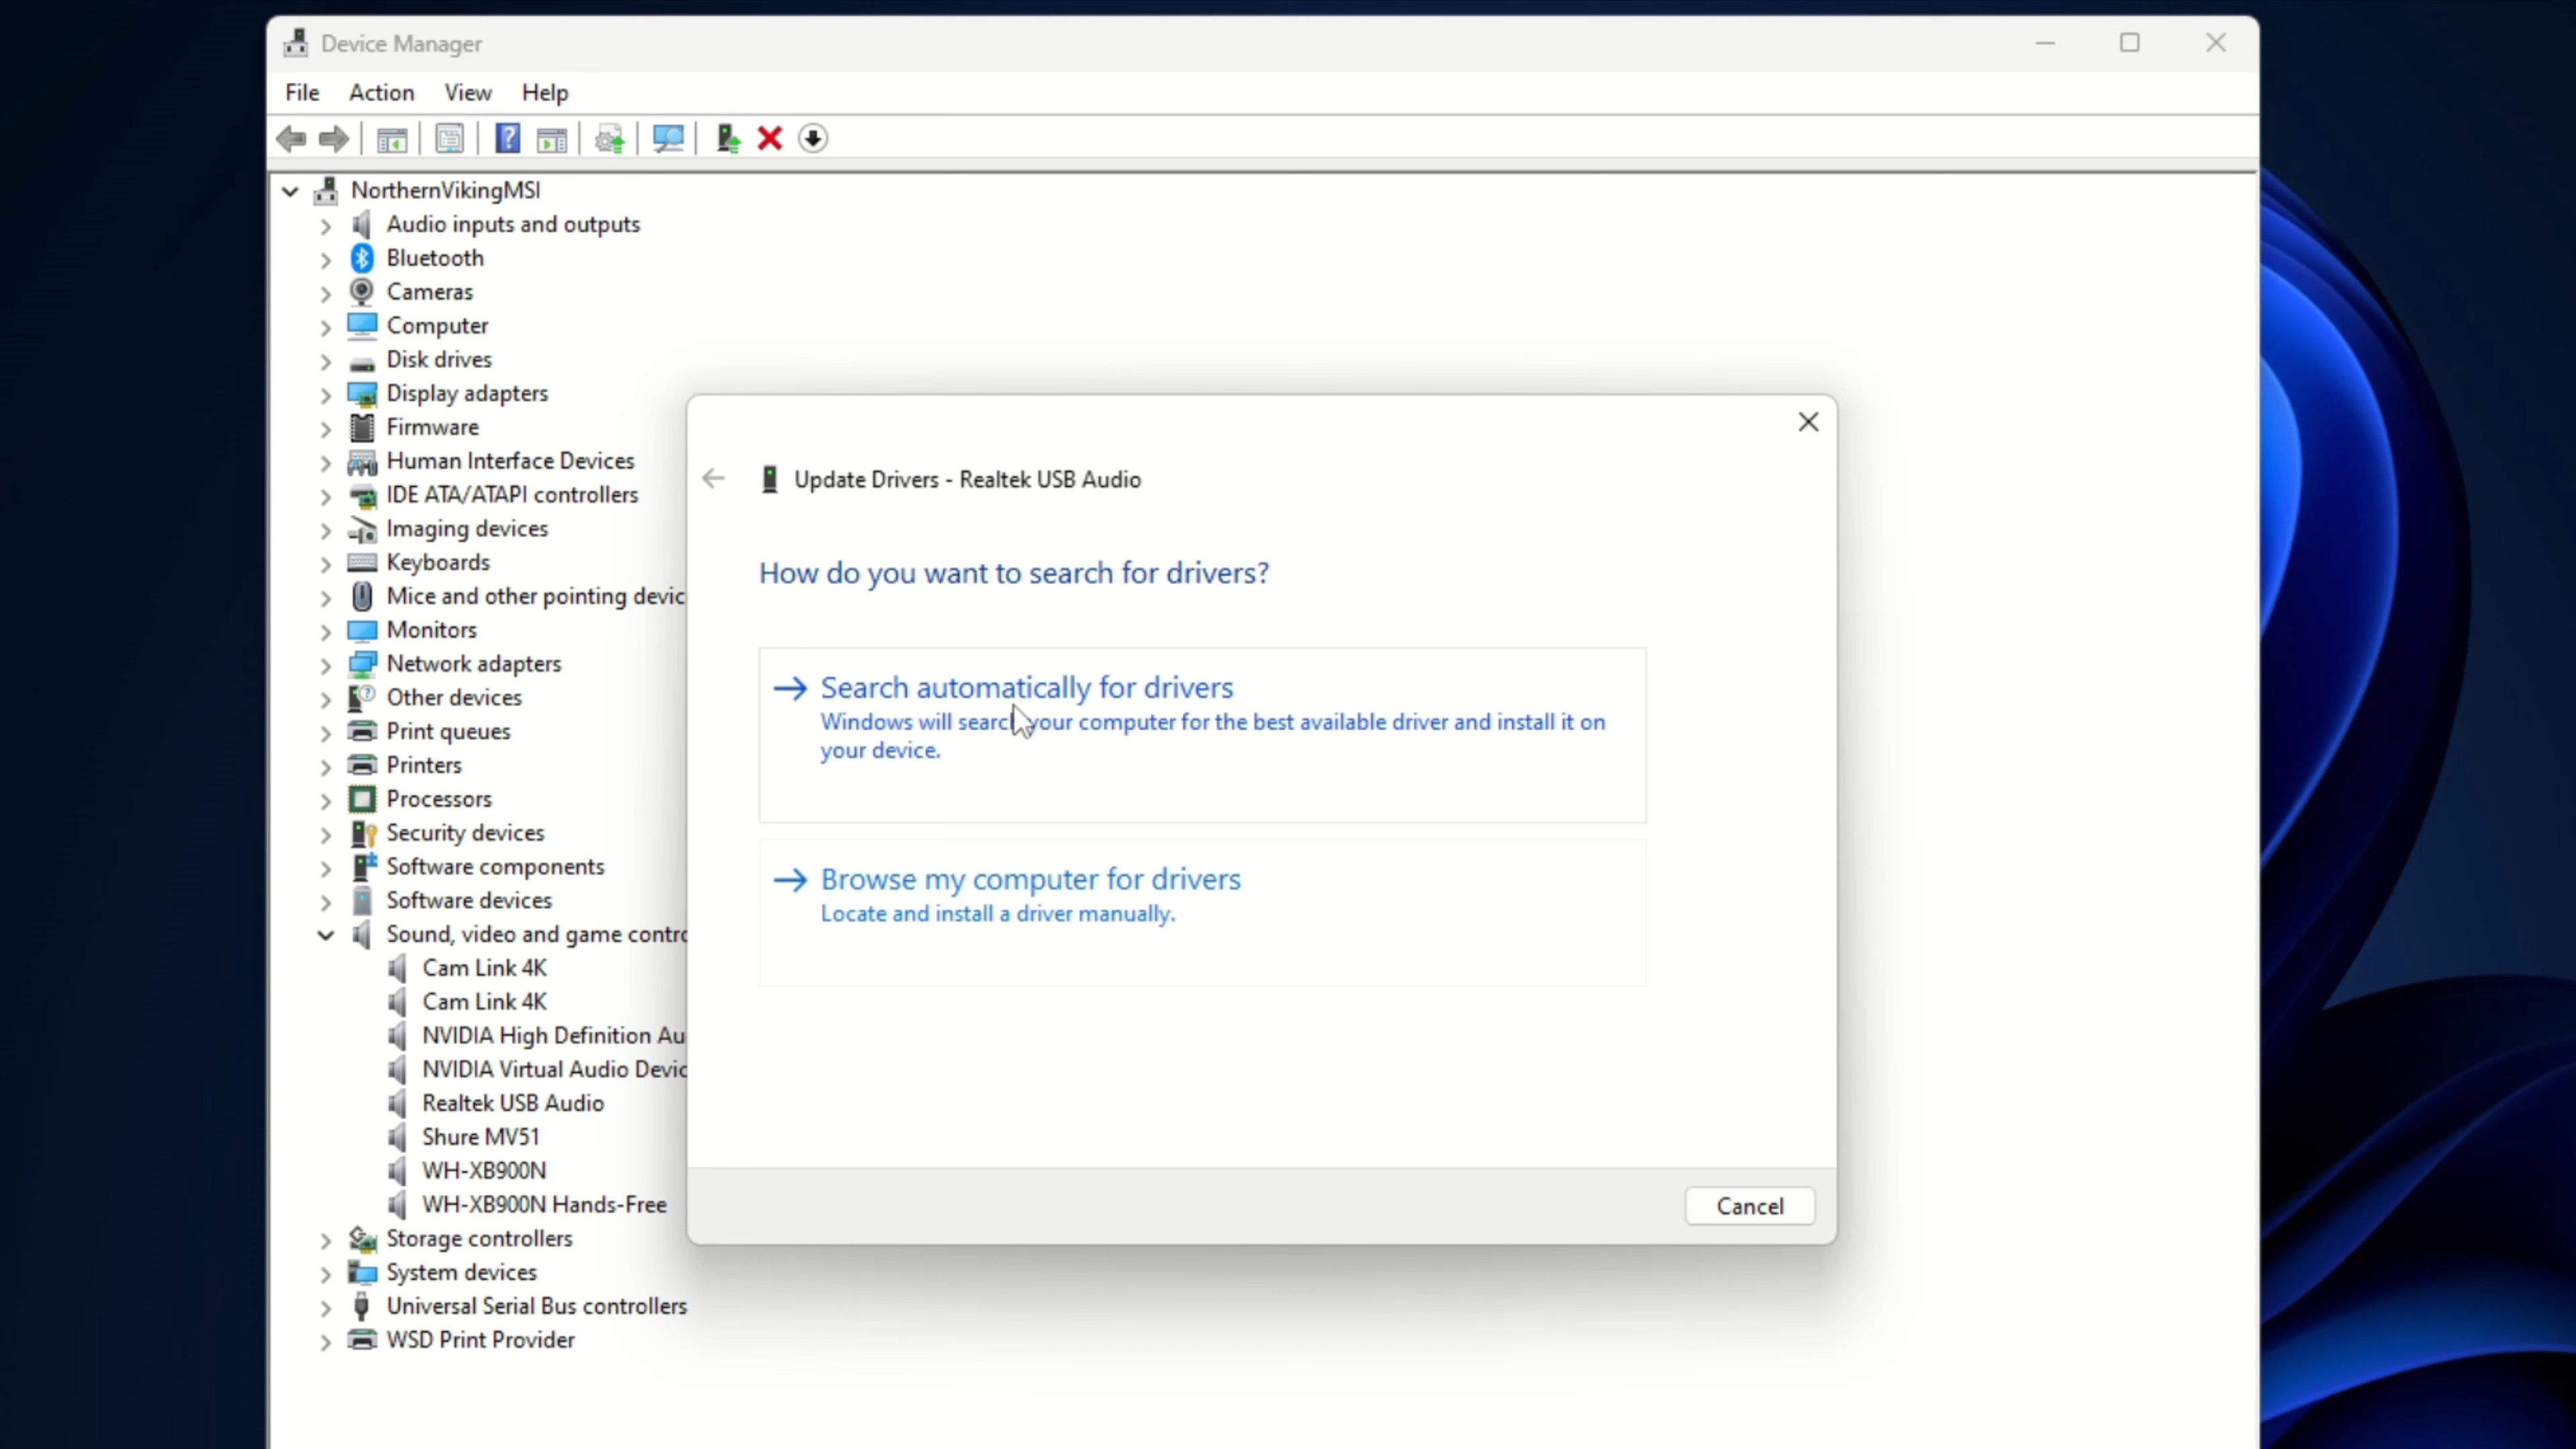 Device Manager
File Action View Help
NorthernVikingMSI
Audio inputs and outputs
Bluetooth
Cameras
Computer
Disk drives
Display adapters
Firmware
Human Interface Devices
IDE ATA/ATAPI controllers
Imaging devices
Keyboards
Mice and other pointing devic
Monitors
Network adapters
Other devices
Print queues
Printers
Processors
Security devices
Software components
Software devices
Sound, video and game contro
Cam Link 4K
Cam Link 4K
NVIDIA High Definition Au
NVIDIA Virtual Audio Devic
Realtek USB Audio
Shure MV51
WH-XB900N
WH-XB900N Hands-Free
Storage controllers
System devices
Universal Serial Bus controllers
WSD Print Provider
Update Drivers - Realtek USB Audio
How do you want to search for drivers?
Search automatically for drivers
Windows will search your computer for the best available driver and install it on
your device.
Browse my computer for drivers
Locate and install a driver manually.
Cancel